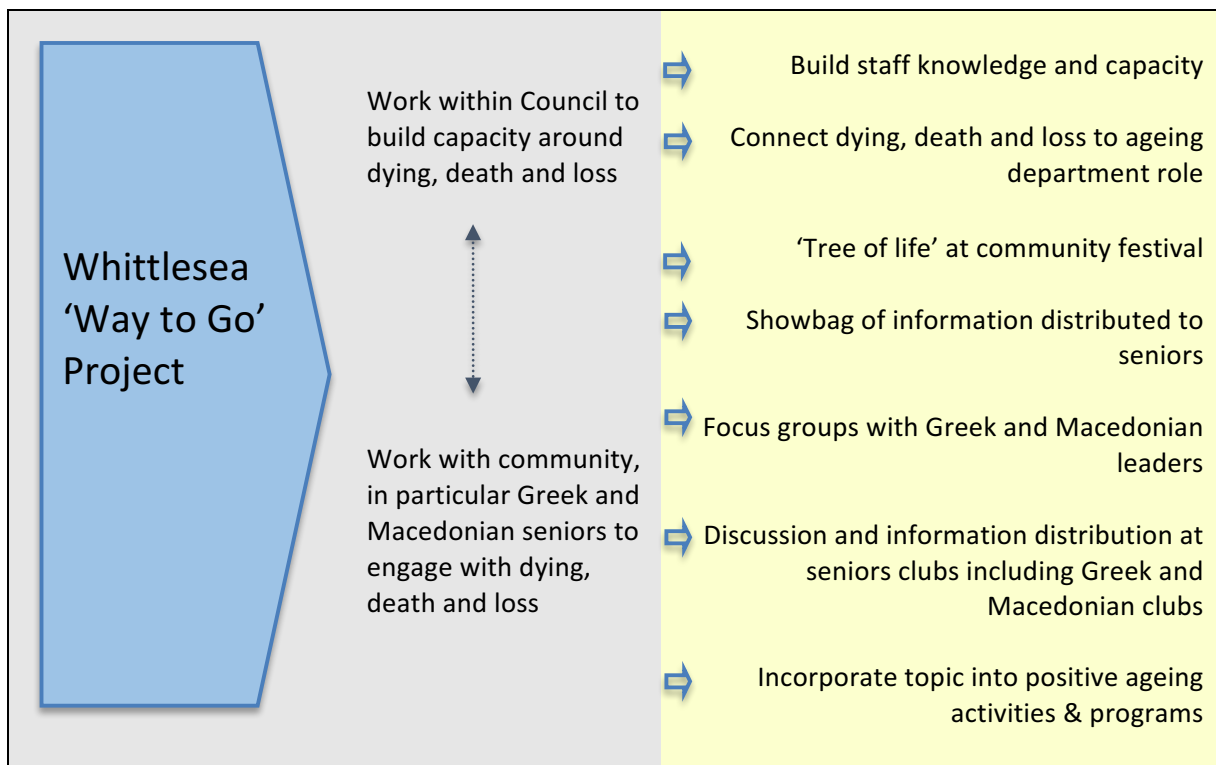 Whittlesea
‘Way to Go’
Project
Work within Council to
build capacity around
dying, death and loss
Work with community,
in particular Greek and
Macedonian seniors to
engage with dying,
death and loss
Build staff knowledge and capacity
Connect dying, death and loss to ageing
department role
‘Tree of life’ at community festival
Showbag of information distributed to
seniors
Focus groups with Greek and Macedonian
leaders
Discussion and information distribution at
seniors clubs including Greek and
Macedonian clubs
Incorporate topic into positive ageing
activities & programs